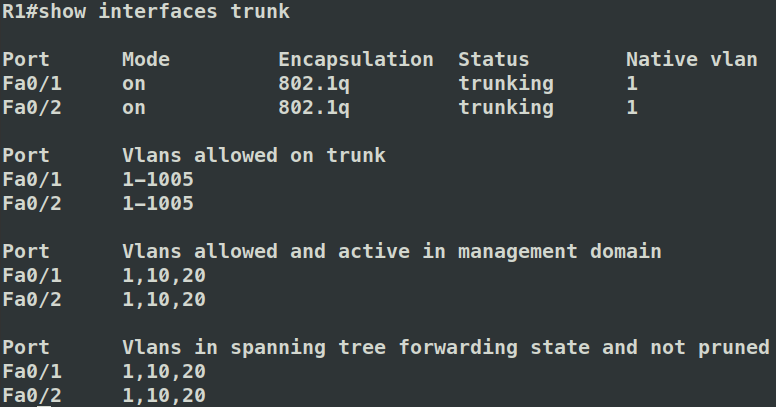 R1#show interfaces trunk
Port Mode Encapsulation Status Native vlan
Fa0/1 on 802.1q trunking 1
Fa0/2 on 802.1q trunking 1
Port Vlans allowed on trunk
Fa0/1 1-1005
Fa0/2 1-1005
Port Vlans allowed and active in management domain
Fa0/1 1,10,20
Fa0/2 1,10,20
Port Vlans in spanning tree forwarding state and not pruned
Fa0/1 1,10,20
Fa0/2 1,10,20